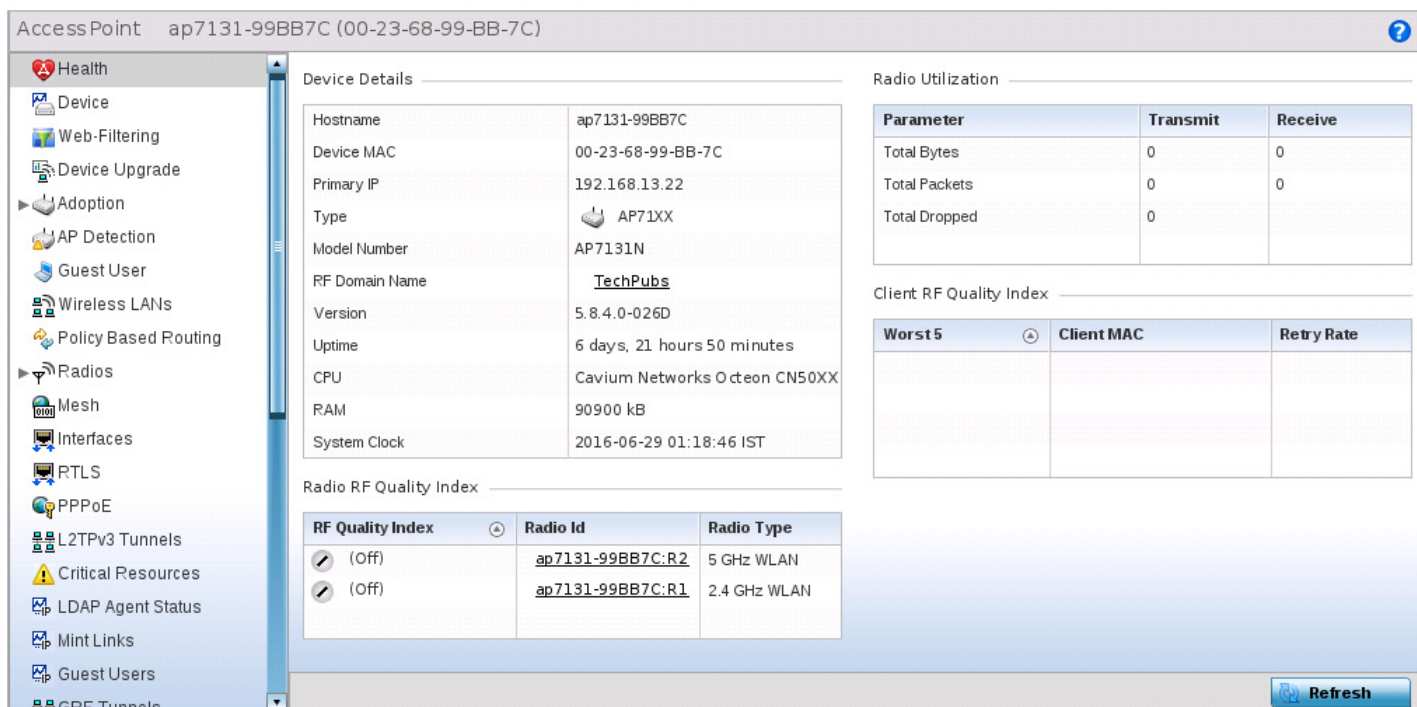 AccessPoint ap7131-99BB7C (00-23-68-99-BB-7C)
Health
Device
Web-Filtering
Device Upgrade
Adoption
AP Detection
Guest User
Wireless LANs
Policy Based Routing
Radios
Mesh
Interfaces
RTLS
PPPoE
L2TPv3 Tunnels
Critical Resources
LDAP Agent Status
Mint Links
Guest Users
GRE Tunnels
Device Details
Hostname ap7131-99BB7C
Device MAC 00-23-68-99-BB-7C
Primary IP 192.168.13.22
Type AP71XX
Model Number AP7131N
RF Domain Name TechPubs
Version 5.8.4.0-026D
Uptime 6 days, 21 hours 50 minutes
CPU Cavium Networks Octeon CN50XX
RAM 90900 kB
System Clock 2016-06-29 01:18:46 IST
Radio RF Quality Index
RF Quality Index Radio Id Radio Type
(Off) ap7131-99BB7C:R2 5 GHz WLAN
(Off) ap7131-99BB7C:R1 2.4 GHz WLAN
Radio Utilization
Parameter Transmit Receive
Total Bytes 0 0
Total Packets 0 0
Total Dropped 0
Client RF Quality Index
Worst 5 Client MAC Retry Rate
Refresh